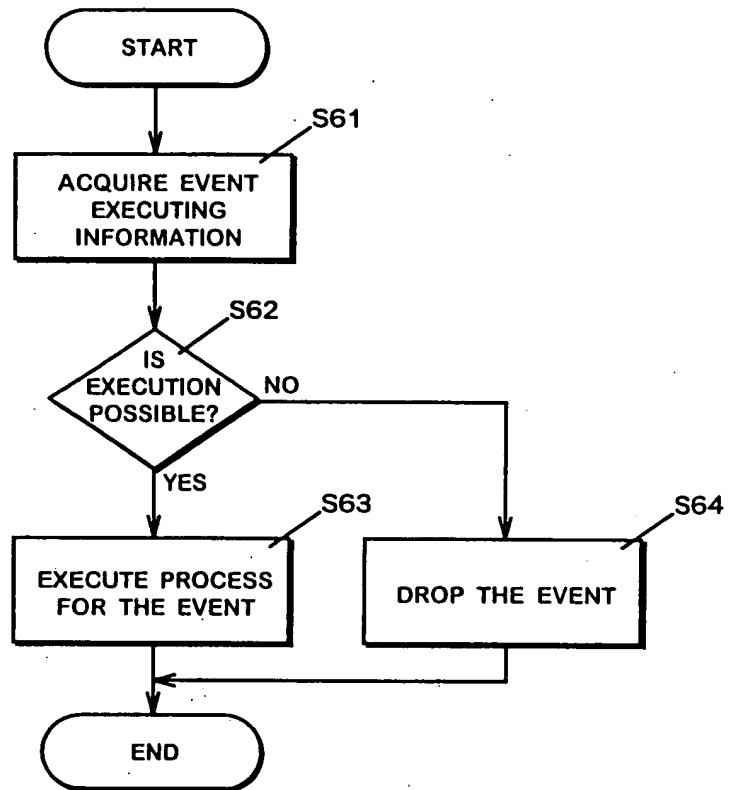 START
S61
ACQUIRE EVENT
EXECUTING
INFORMATION
S62
IS
EXECUTION
POSSIBLE?
NO
YES
S63
EXECUTE PROCESS
FOR THE EVENT
S64
DROP THE EVENT
END